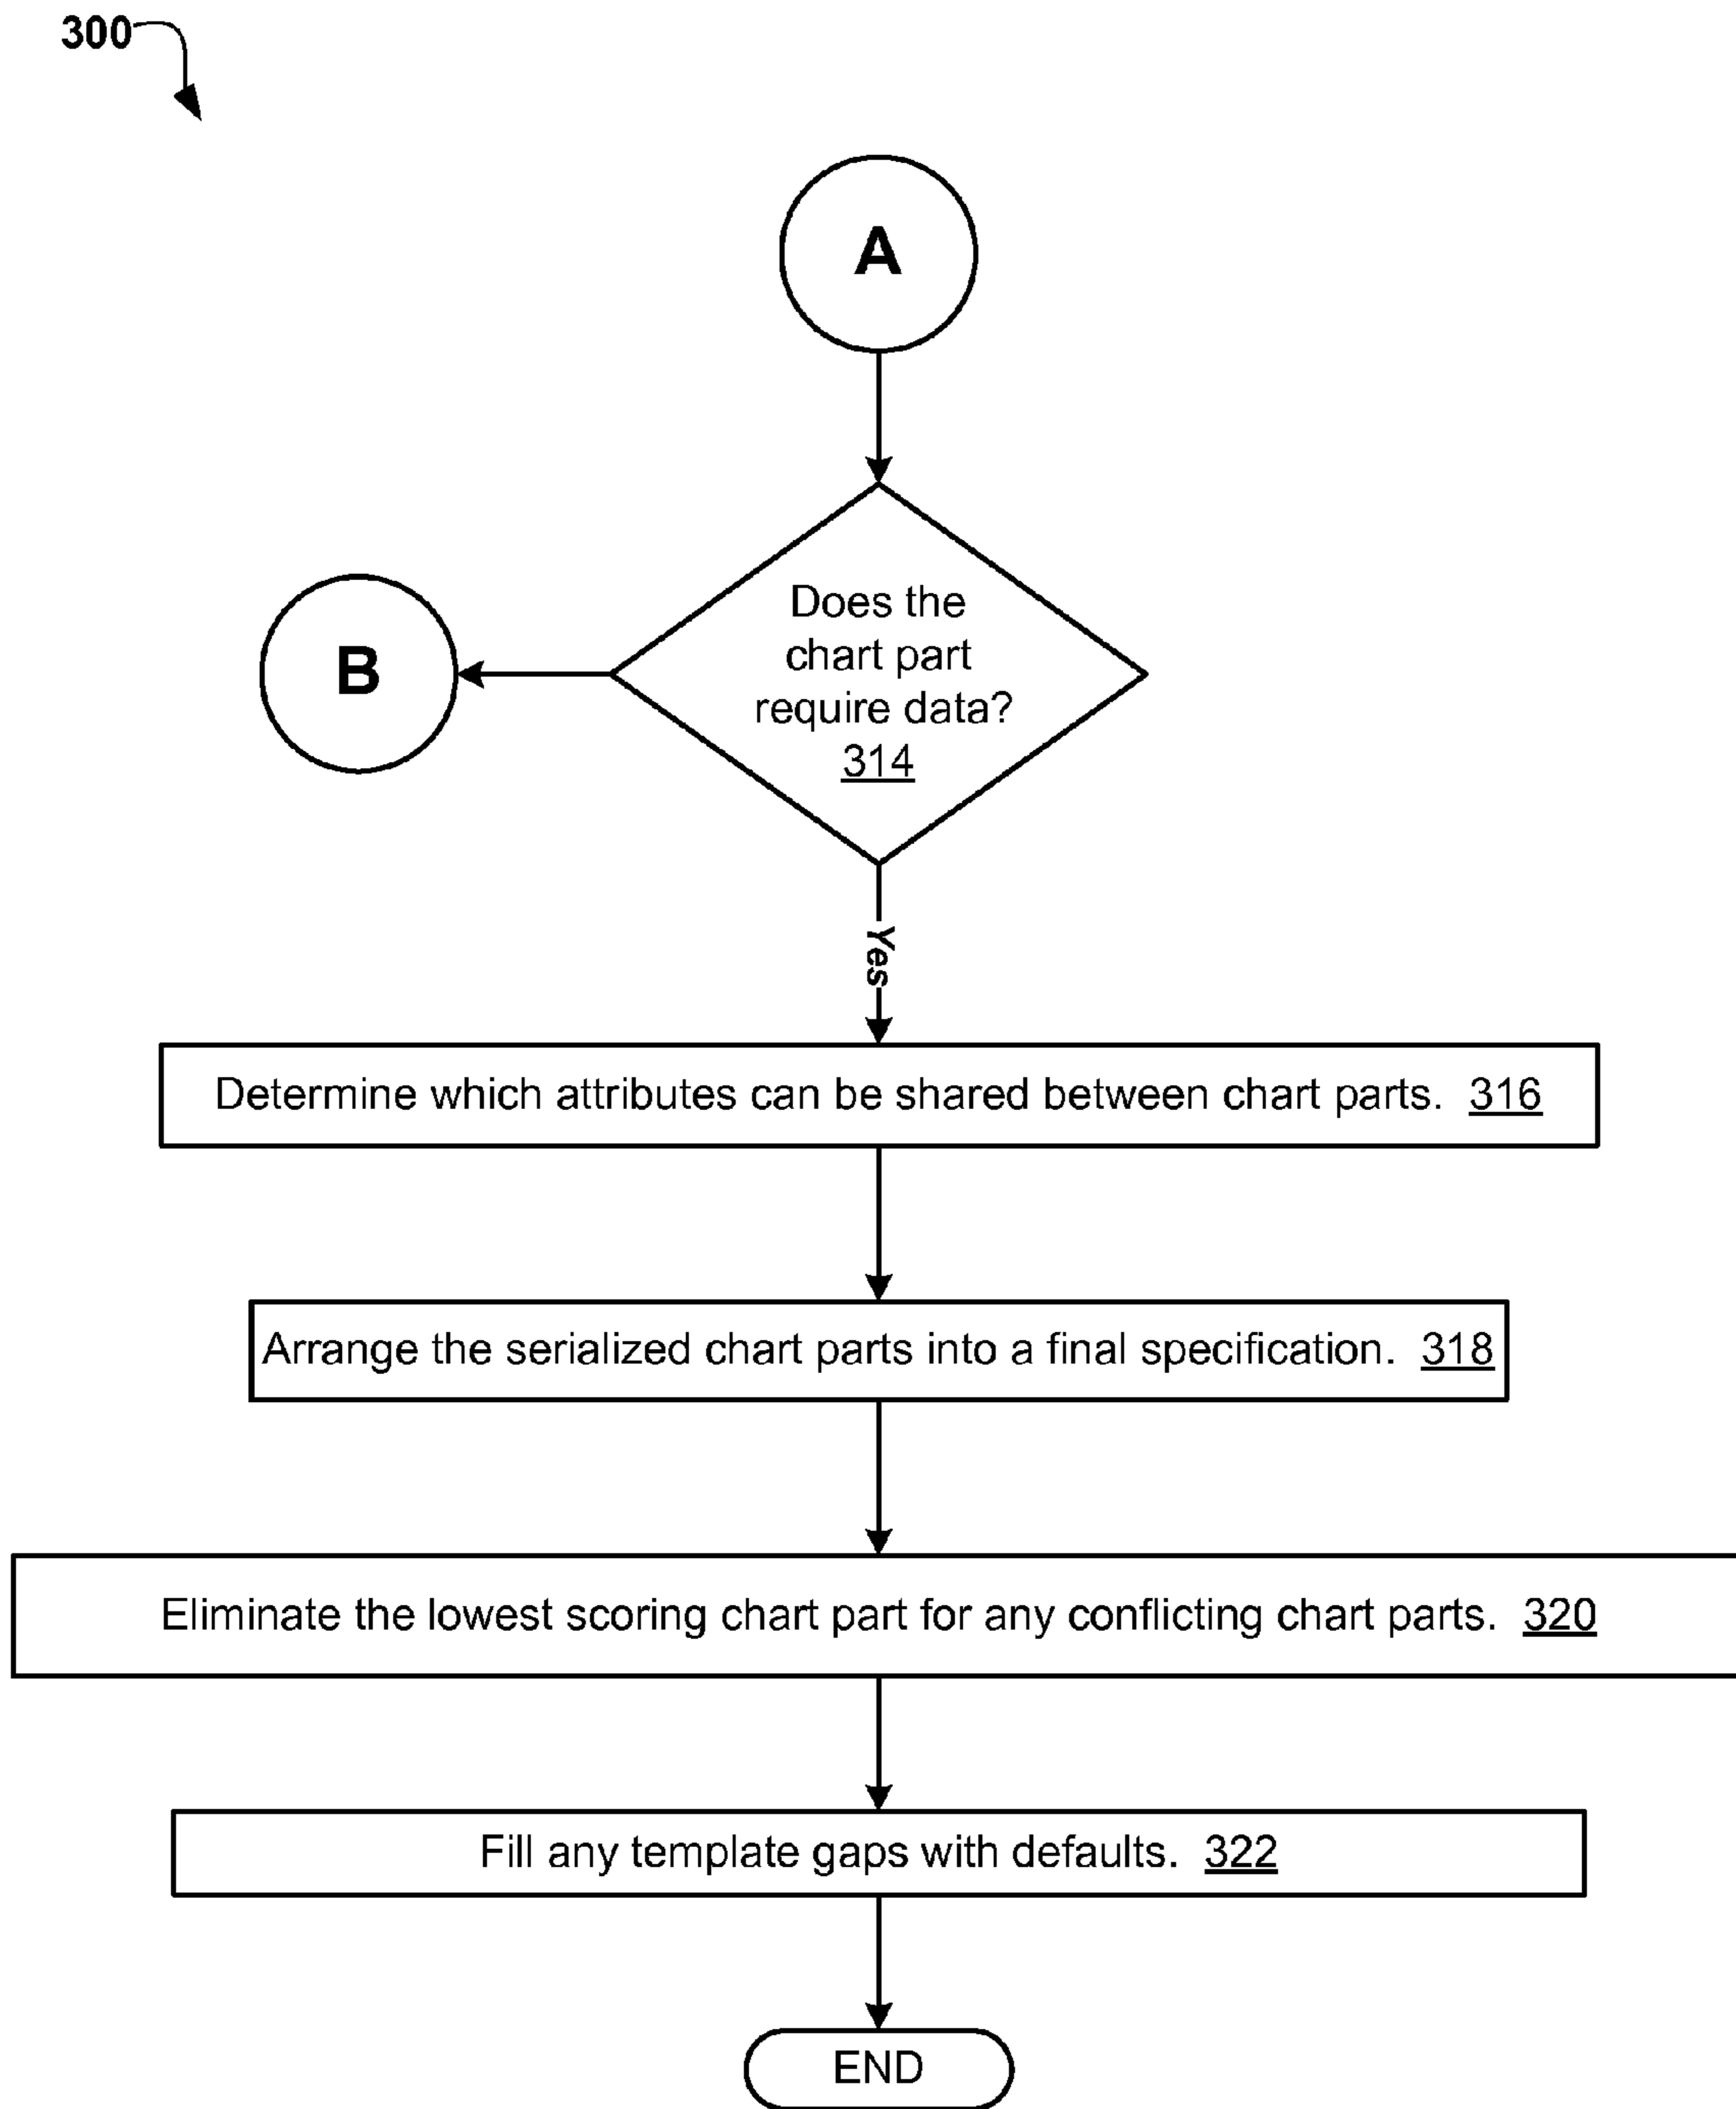 300
A
Does the
chart part
require data?
314
B
Yes
Determine which attributes can be shared between chart parts. 316
Arrange the serialized chart parts into a final specification. 318
Eliminate the lowest scoring chart part for any conflicting chart parts. 320
Fill any template gaps with defaults. 322
END